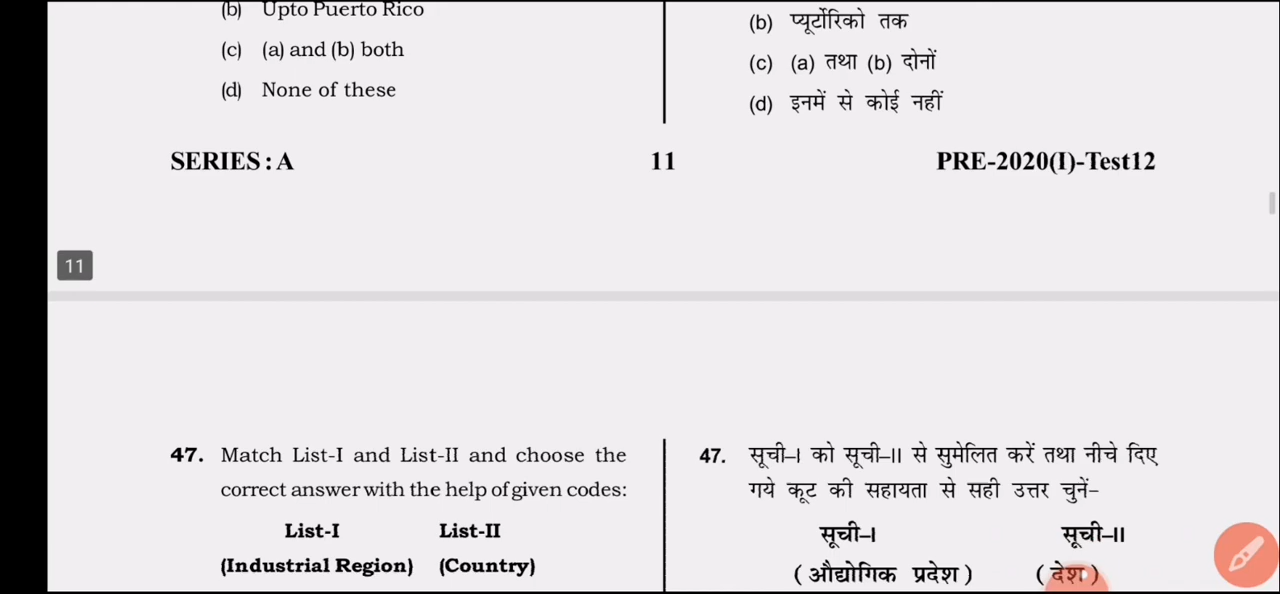 (b) Upto Puerto Rico
(c) (a) and (b) both
(d) None of these
(b) प्यूर्टोरिको तक
(c) (a) तथा (b) दोनों
(d) इनमें से कोई नहीं
SERIES : A 11 PRE-2020(I)-Test12
11
47. Match List-I and List-II and choose the
correct answer with the help of given codes:
List-I List-II
(Industrial Region) (Country)
47. सूची–I को सूची–II से सुमेलित करें तथा नीचे दिए
गये कूट की सहायता से सही उत्तर चुनें–
सूची–I सूची–II
( औद्योगिक प्रदेश ) ( देश )